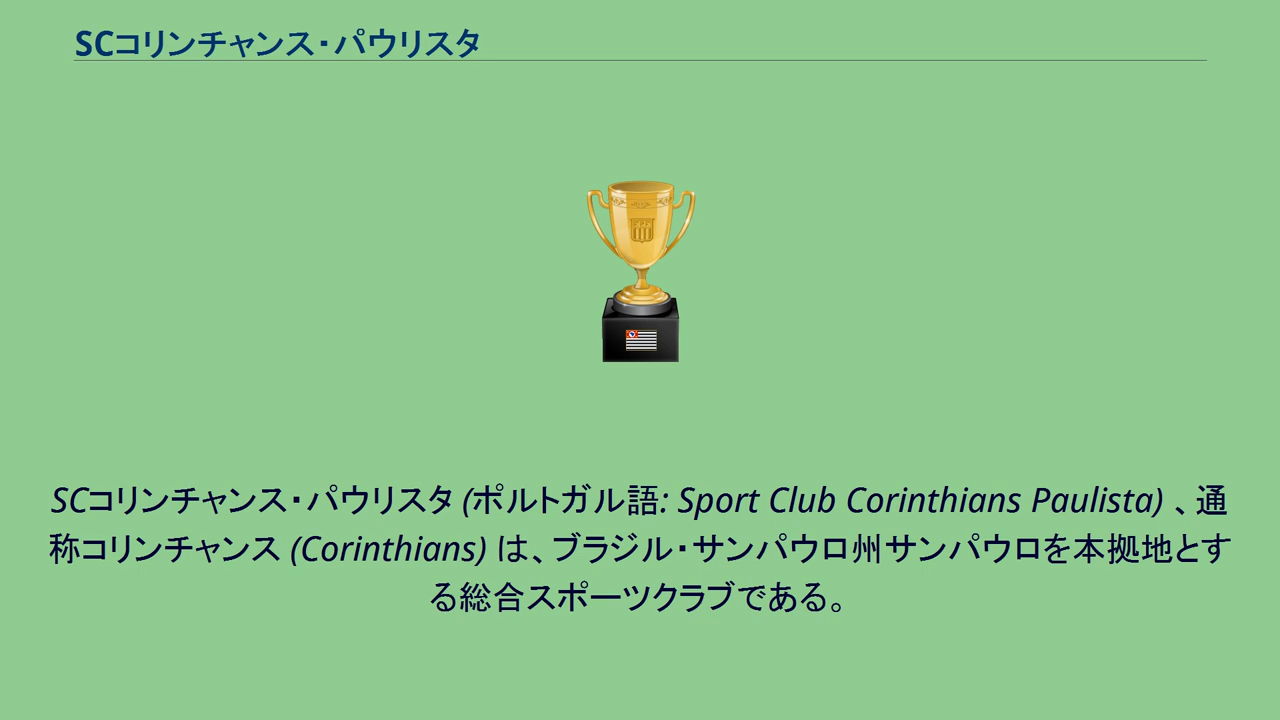 SCコリンチャンス・パウリスタ
SCコリンチャンス・パウリスタ (ポルトガル語: Sport Club Corinthians Paulista) 、通
称コリンチャンス (Corinthians) は、ブラジル・サンパウロ州サンパウロを本拠地とす
る総合スポーツクラブである。